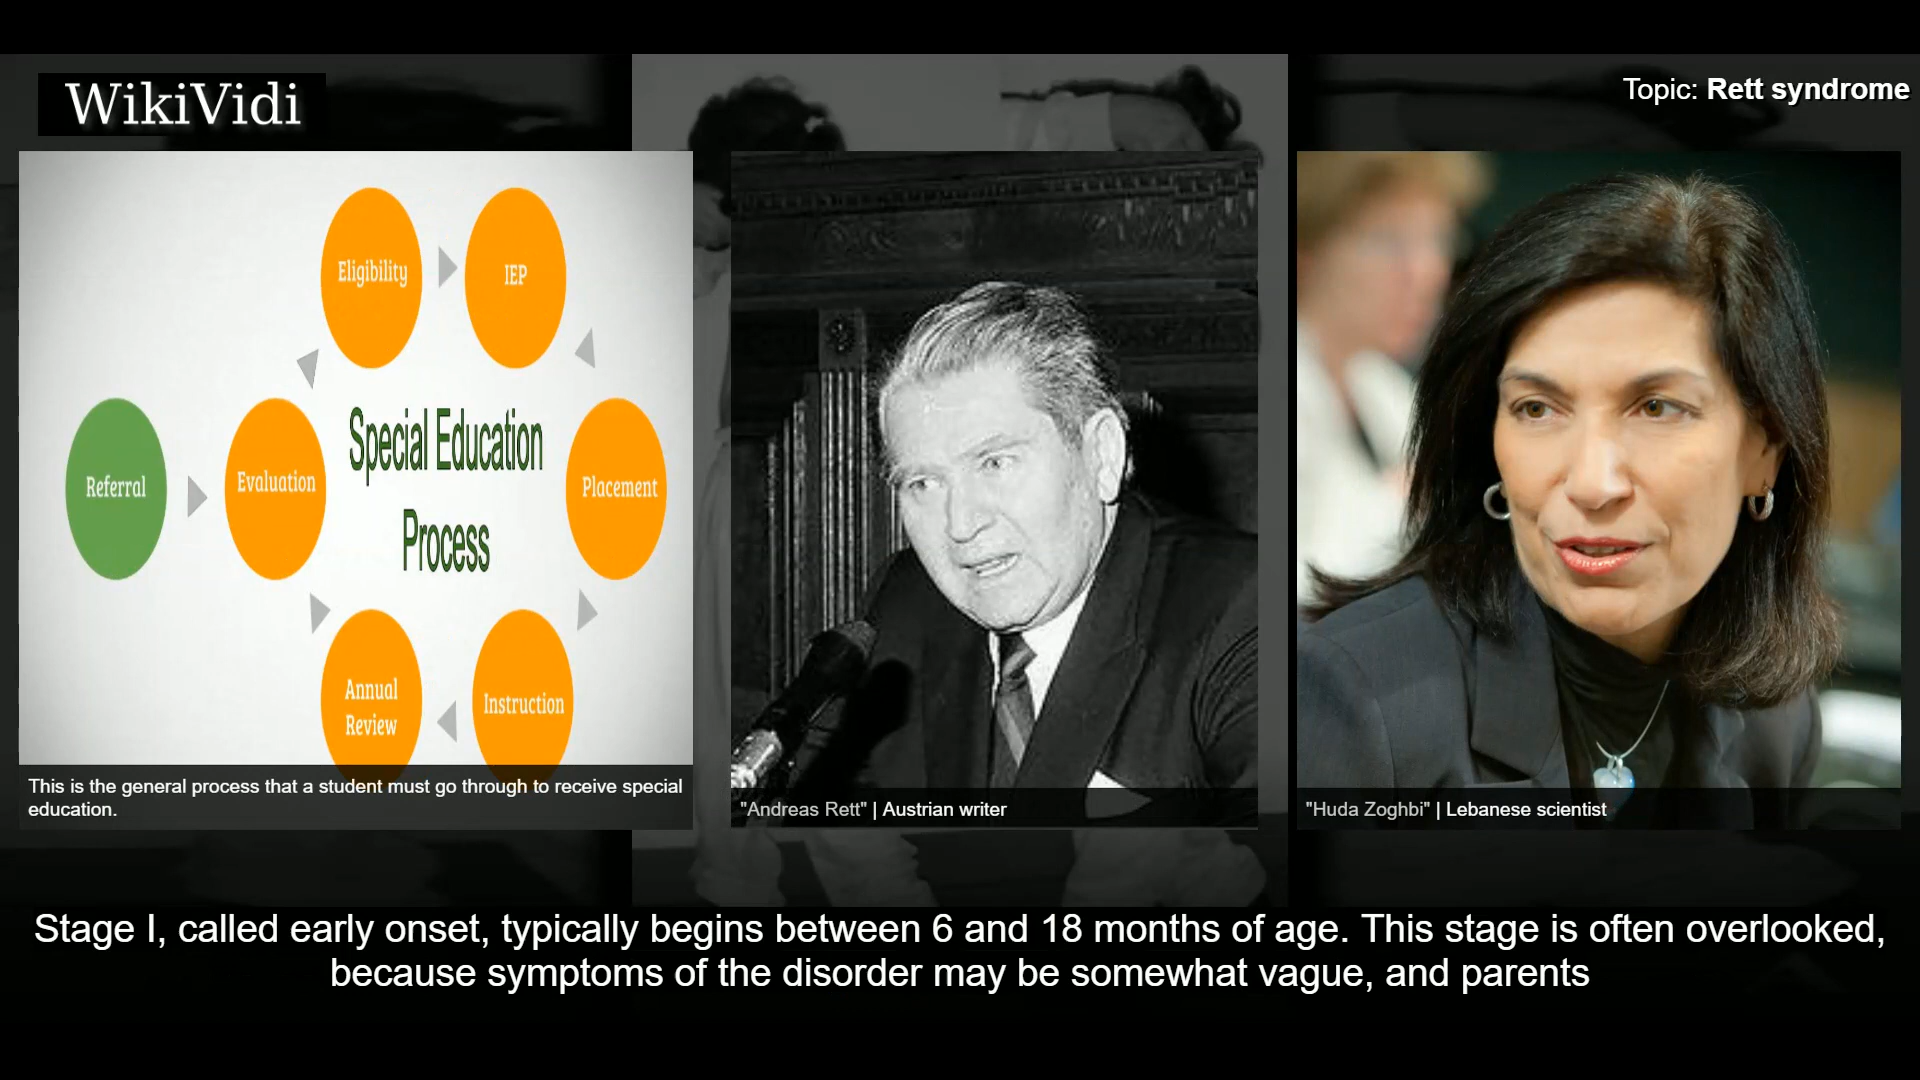 WikiVidi
Topic: Rett syndrome
Eligibility
IEP
Referral
Evaluation
Special Education
Process
Placement
Annual
Review
Instruction
This is the general process that a student must go through to receive special
education.
"Andreas Rett" | Austrian writer
"Huda Zoghbi" | Lebanese scientist
Stage I, called early onset, typically begins between 6 and 18 months of age. This stage is often overlooked,
because symptoms of the disorder may be somewhat vague, and parents